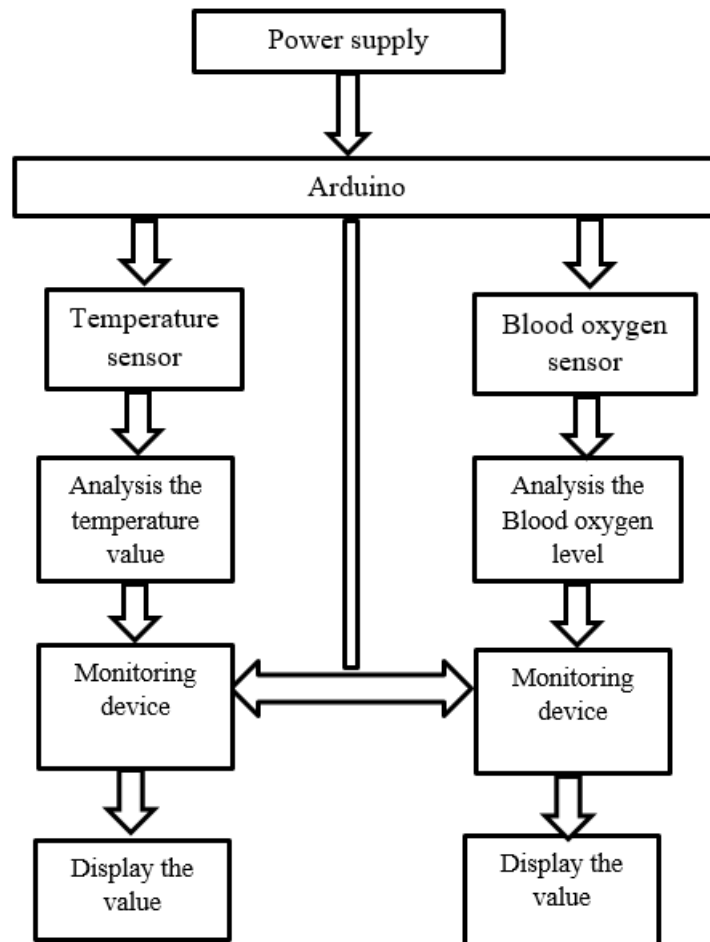 Power supply
Arduino
Temperature
sensor
Blood oxygen
sensor
Analysis the
temperature
value
Analysis the
Blood oxygen
level
Monitoring
device
Monitoring
device
Display the
value
Display the
value